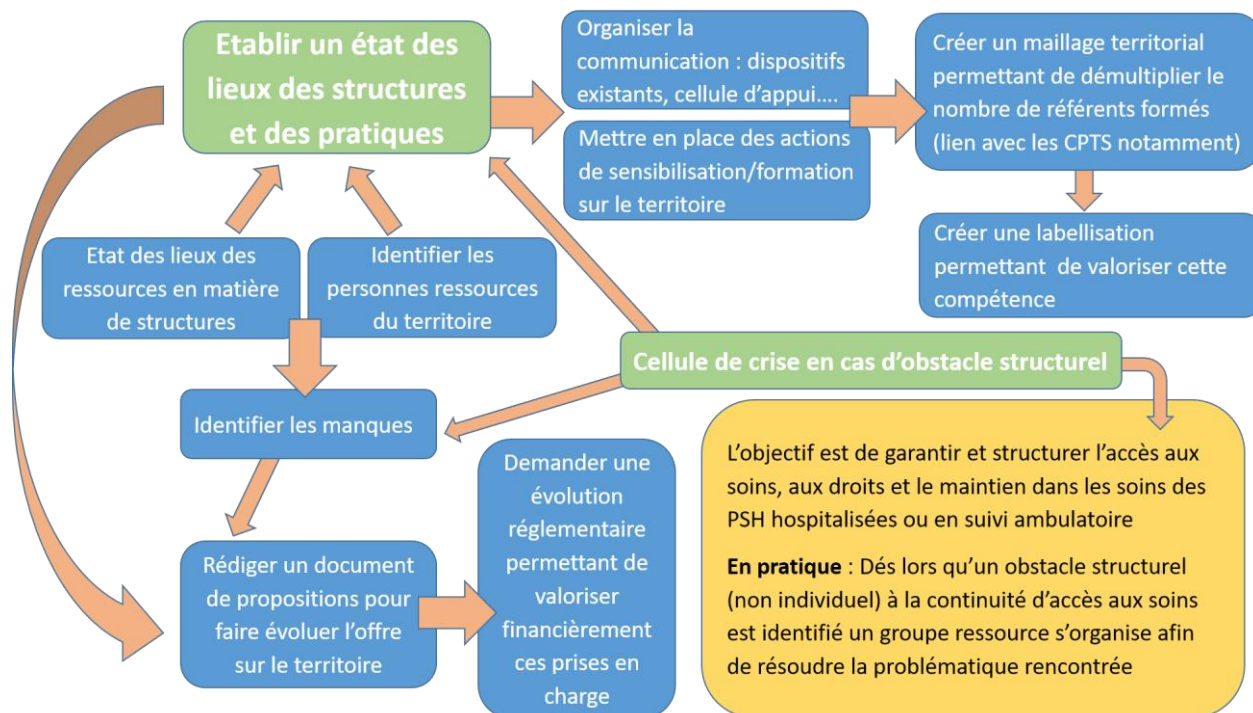 Etablir un état des
lieux des structures
et des pratiques
Organiser la
communication : dispositifs
existants, cellule d'appui....
Mettre en place des actions
de sensibilisation/formation
sur le territoire
Créer un maillage territorial
permettant de démultiplier le
nombre de référents formés
(lien avec les CPTS notamment)
Créer une labellisation
permettant de valoriser cette
compétence
Etat des lieux des
ressources en matière
de structures
Identifier les
personnes ressources
du territoire
Cellule de crise en cas d'obstacle structurel
Identifier les manques
Rédiger un document
de propositions pour
faire évoluer l'offre
sur le territoire
Demander une
évolution
réglementaire
permettant de
valoriser
financièrement
ces prises en
charge
L'objectif est de garantir et structurer l'accès aux
soins, aux droits et le maintien dans les soins des
PSH hospitalisées ou en suivi ambulatoire
En pratique : Dés lors qu'un obstacle structurel
(non individuel) à la continuité d'accès aux soins
est identifié un groupe ressource s'organise afin
de résoudre la problématique rencontrée